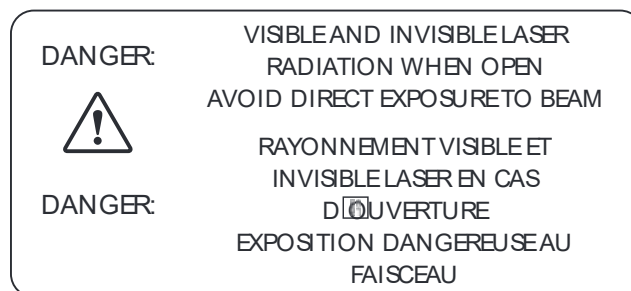 DANGER:
VISIBLE AND INVISIBLE LASER
RADIATION WHEN OPEN
AVOID DIRECT EXPOSURE TO BEAM
DANGER:
RAYONNEMENT VISIBLE ET
INVISIBLE LASER EN CAS
D OUVERTURE
EXPOSITION DANGEREUSE AU
FAISCEAU